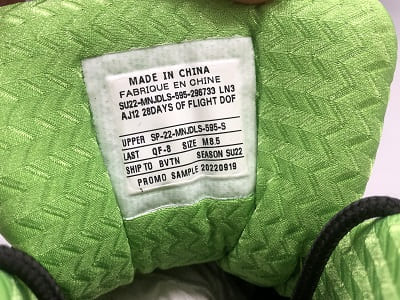 MADE IN CHINA
FABRIQUE EN CHINE
SU22-MNJDLS-595-296733 LN3
AJ12 28DAYS OF FLIGHT DOF
UPPER SP-22-MNJDLS-595-S
LAST QF-8 SIZE M8.5
SHIP TO BVTN SEASON SU22
PROMO SAMPLE 20220919